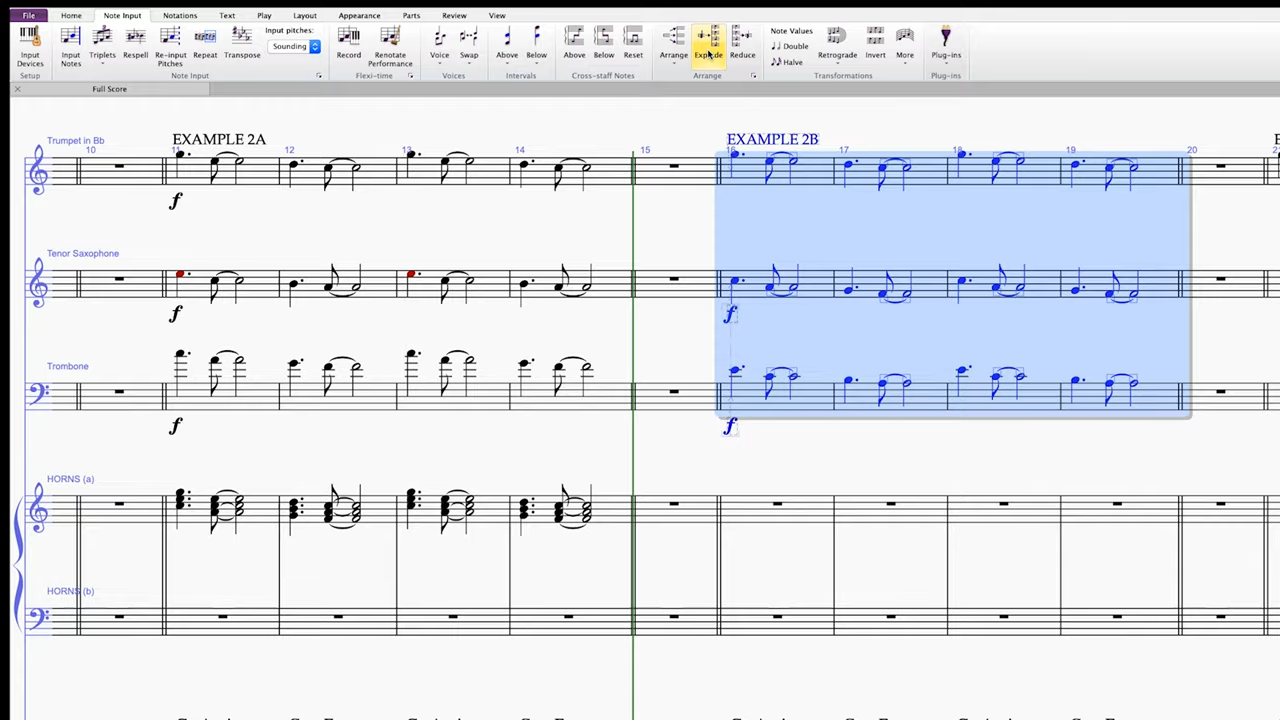 File Home Note Input Notations Text Play Layout Appearance Parts Review View
Input Devices
Input Notes
Triplets
Respell
Re-input Pitches
Repeat
Transpose
Input pitches:
Sounding
Record
Renotate Performance
Voice
Swap
Above
Below
Above
Below
Reset
Arrange
Explode
Reduce
Note Values
Double
Halve
Retrograde
Invert
More
Plug-ins
Setup Note Input Flexi-time Voices Intervals Cross-staff Notes Arrange Transformations Plug-ins
Full Score
EXAMPLE 2A EXAMPLE 2B
Trumpet in Bb
10 11 12 13 14 15 16 17 18 19 20
f
Tenor Saxophone
f f
Trombone
f f
HORNS (a)
HORNS (b)